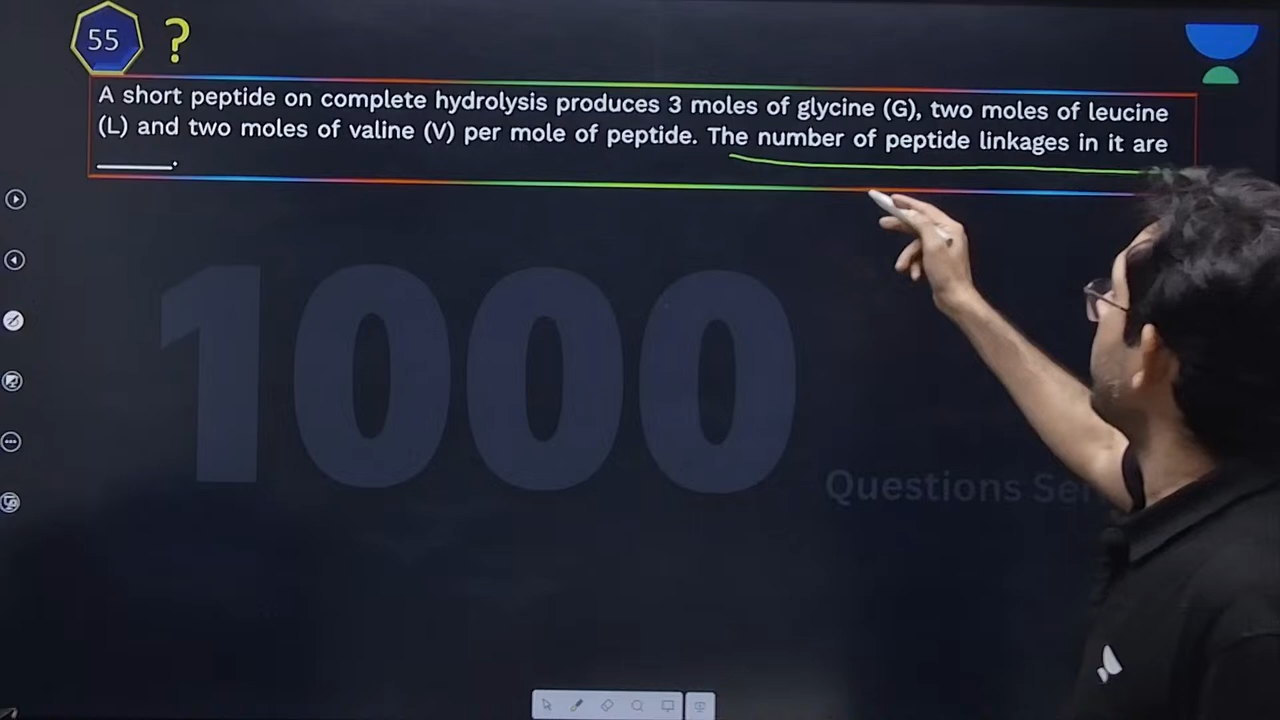 55 ?
A short peptide on complete hydrolysis produces 3 moles of glycine (G), two moles of leucine
(L) and two moles of valine (V) per mole of peptide. The number of peptide linkages in it are
________.
1000
Questions